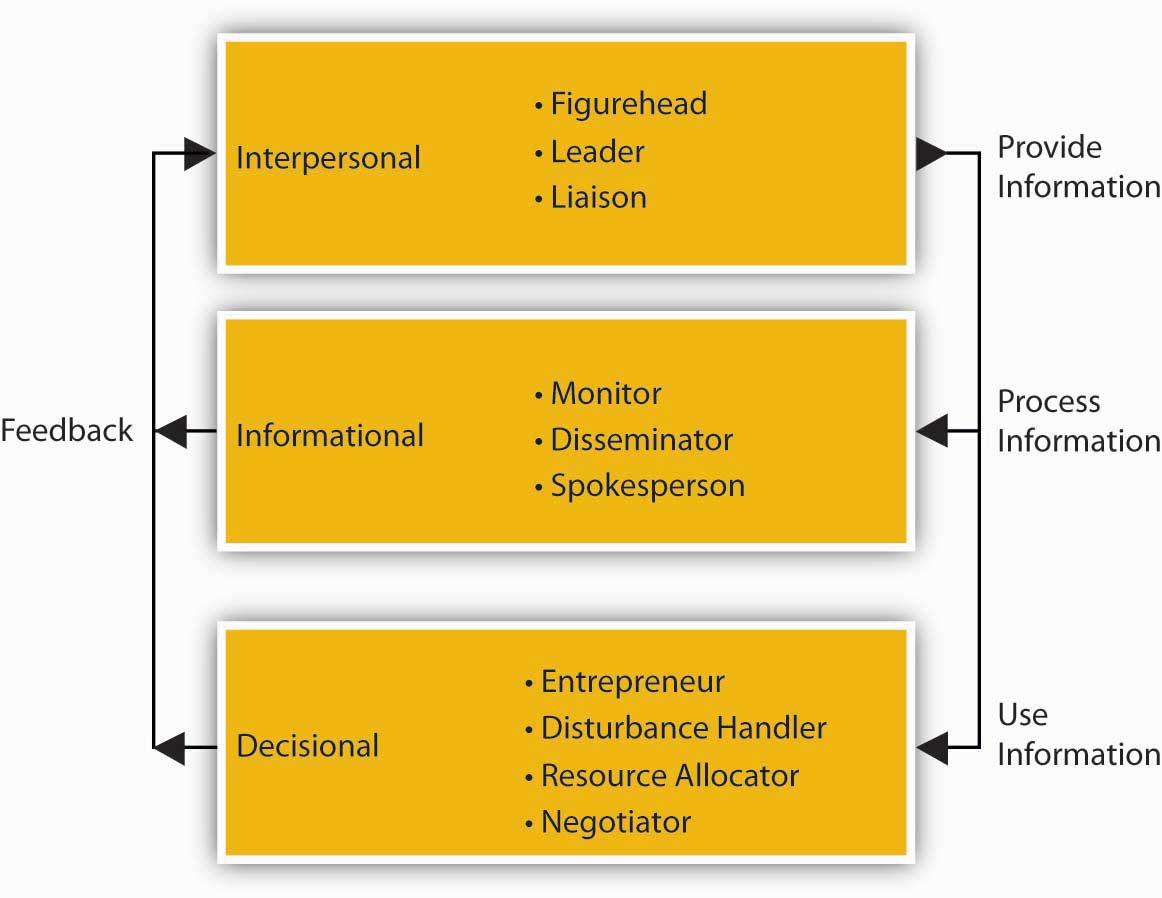 Interpersonal
• Figurehead
• Leader
• Liaison
Provide
Information
Feedback
Informational
• Monitor
• Disseminator
• Spokesperson
Process
Information
Decisional
• Entrepreneur
• Disturbance Handler
• Resource Allocator
• Negotiator
Use
Information